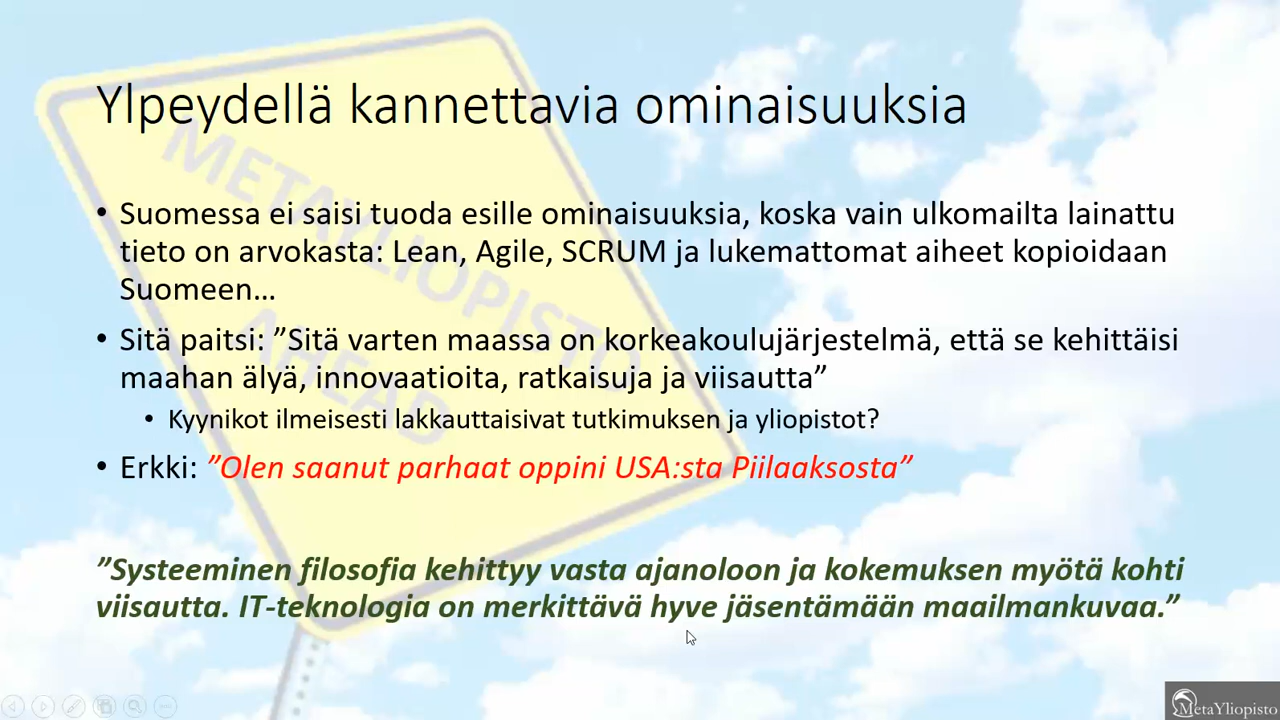 Ylpeydellä kannettavia ominaisuuksia
• Suomessa ei saisi tuoda esille ominaisuuksia, koska vain ulkomailta lainattu
tieto on arvokasta: Lean, Agile, SCRUM ja lukemattomat aiheet kopioidaan
Suomeen…
• Sitä paitsi: ”Sitä varten maassa on korkeakoulujärjestelmä, että se kehittäisi
maahan älyä, innovaatioita, ratkaisuja ja viisautta”
• Kyynikot ilmeisesti lakkauttaisivat tutkimuksen ja yliopistot?
• Erkki: ”Olen saanut parhaat oppini USA:sta Piilaaksosta”
”Systeeminen filosofia kehittyy vasta ajanoloon ja kokemuksen myötä kohti
viisautta. IT-teknologia on merkittävä hyve jäsentämään maailmankuvaa.”
METAYLIOPISTO
AHEAD
MetaYliopisto